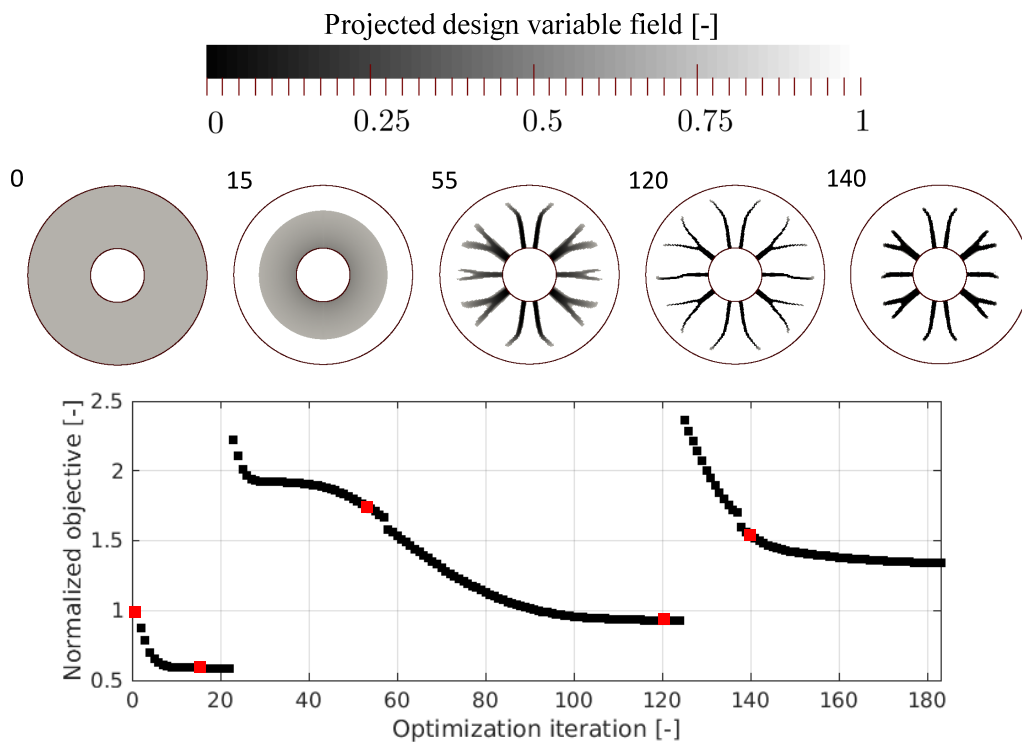 Projected design variable field [-]
0 0.25 0.5 0.75 1
0 15 55 120 140
2.5
2
1.5
1
0.5
Normalized objective [-]
0 20 40 60 80 100 120 140 160 180
Optimization iteration [-]